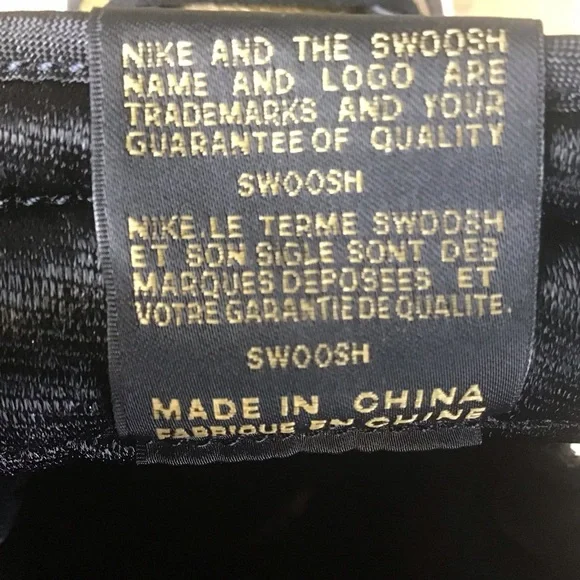 NIKE AND THE SWOOSH
NAME AND LOGO ARE
TRADEMARKS AND YOUR
GUARANTEE OF QUALITY
SWOOSH
NIKE.LE TERME SWOOSH
ET SON SIGLE SONT DES
MARQUES DEPOSEES ET
VOTRE GARANTIE DE QUALITE.
SWOOSH
MADE IN CHINA
FABRIQUE EN CHINE